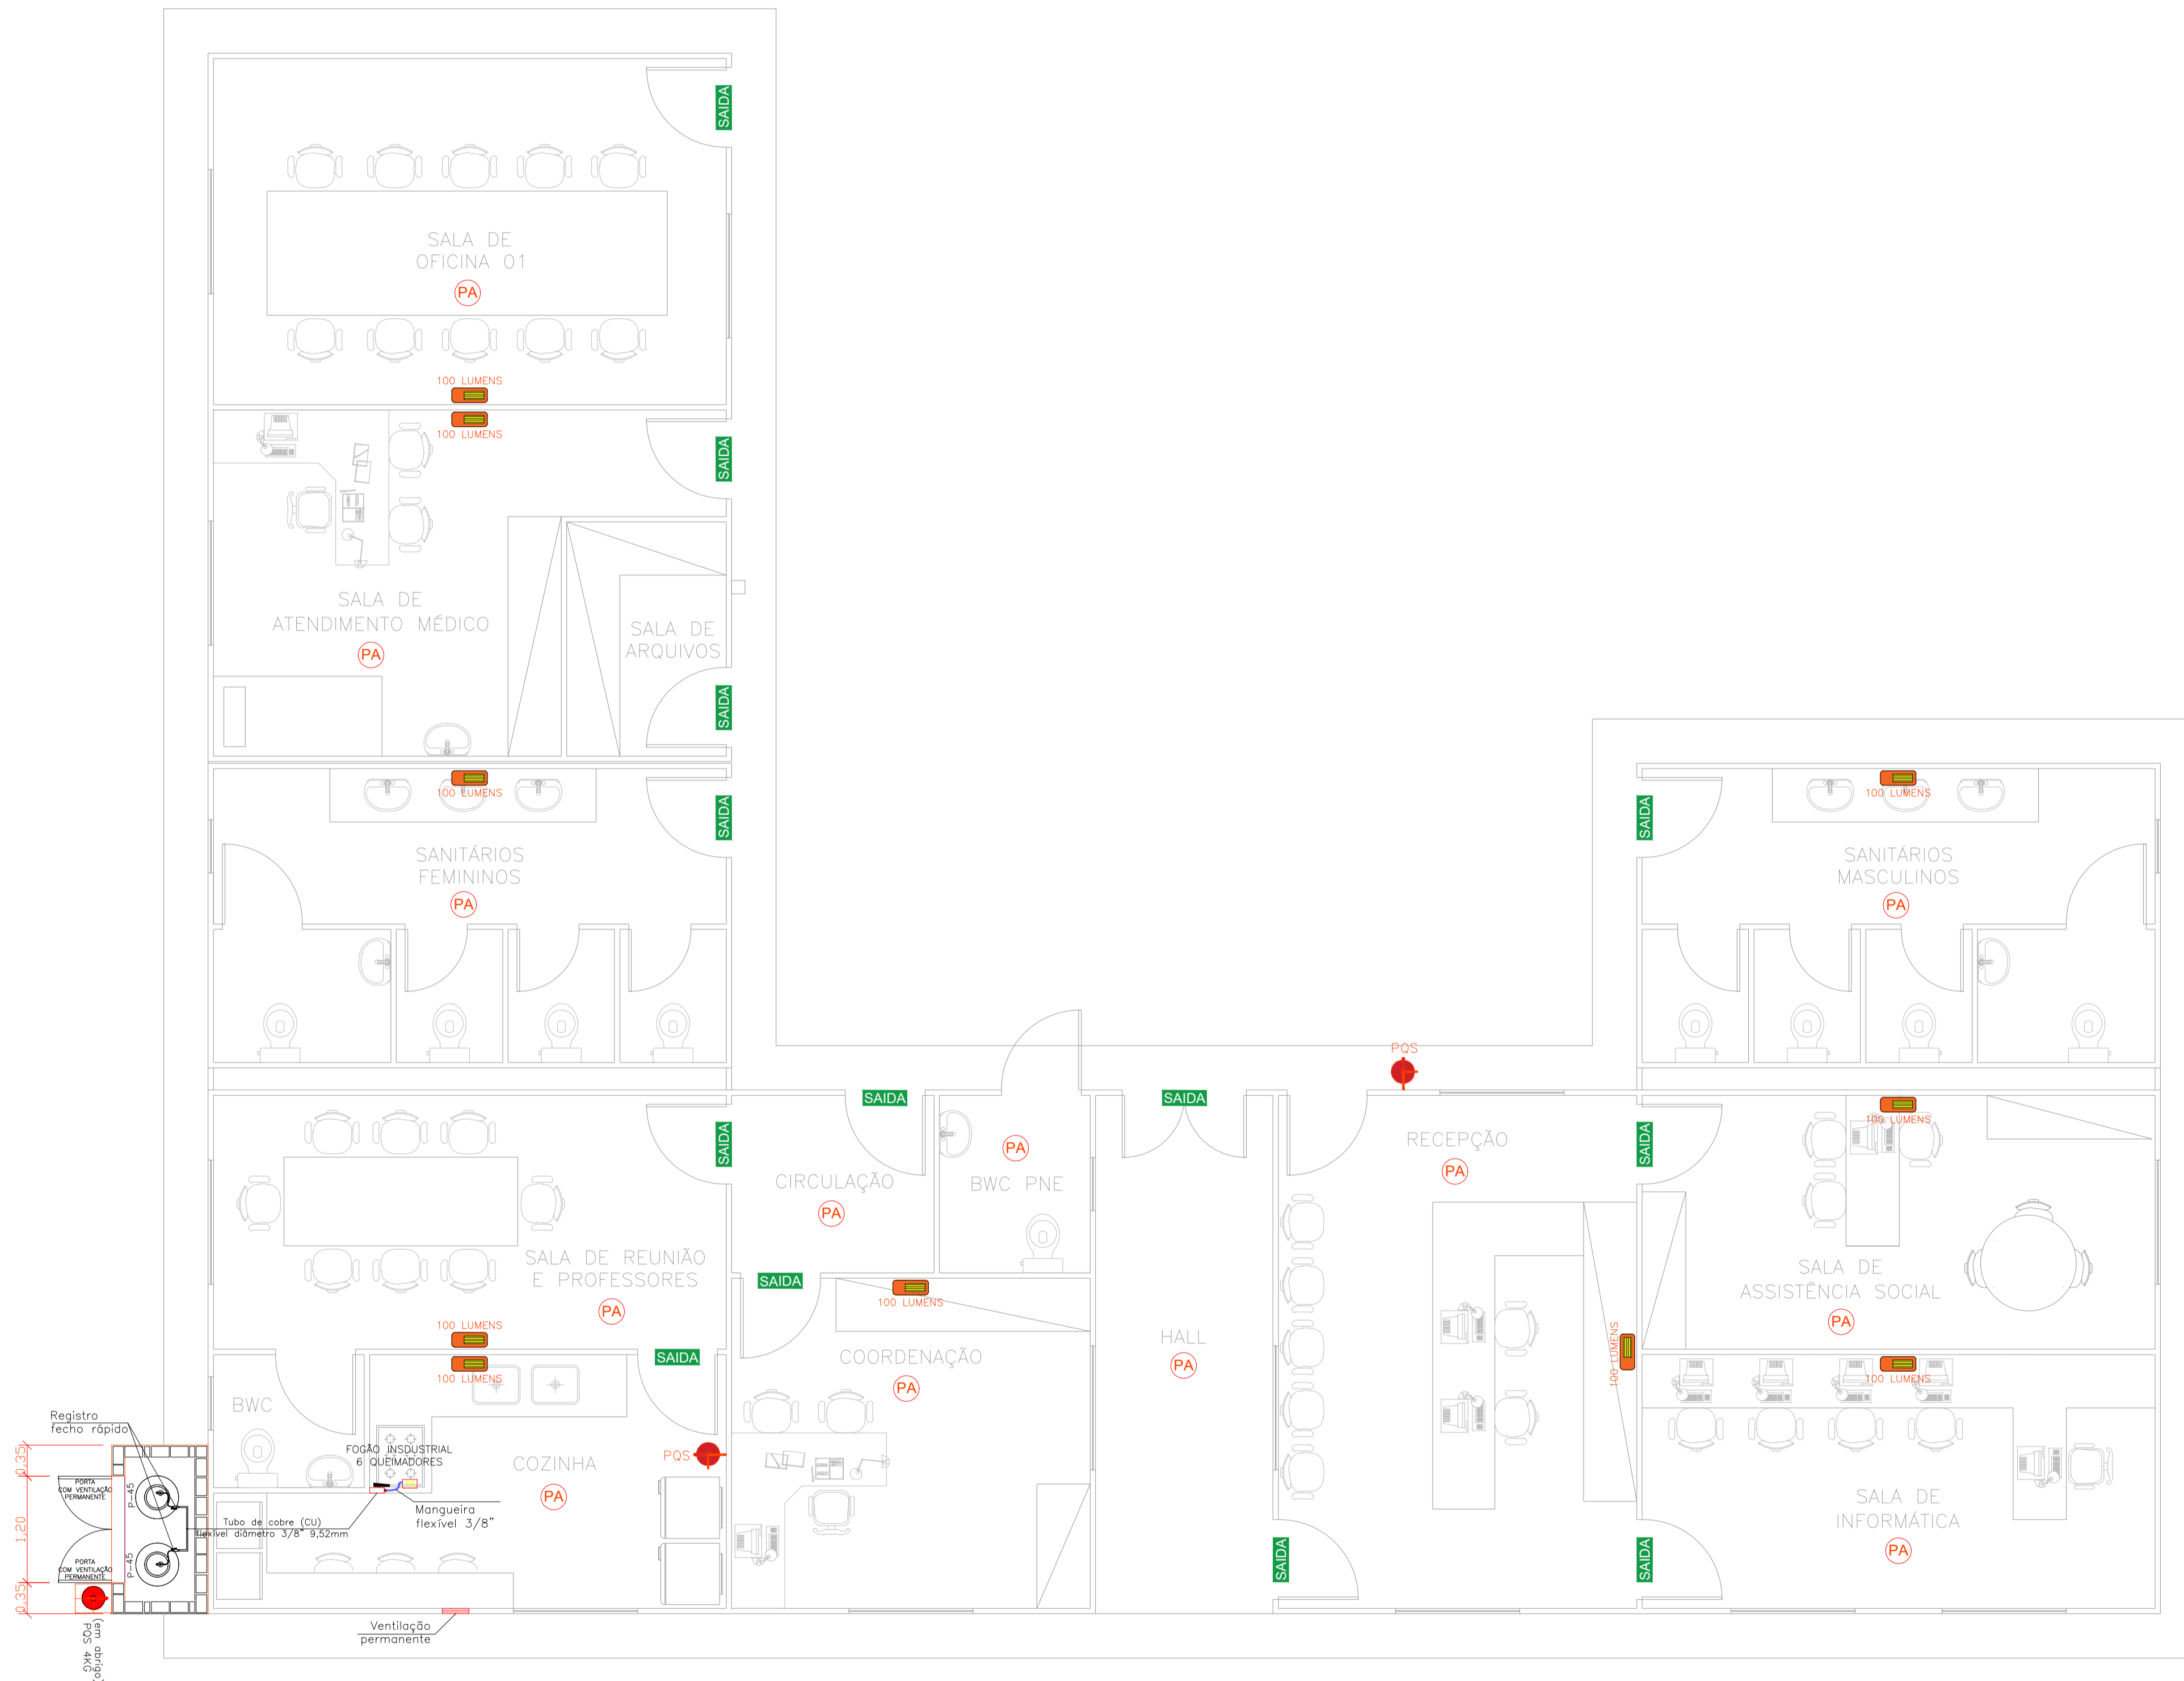 SAIDA
SALA DE
OFICINA 01
PA
100 LUMENS
100 LUMENS
SAIDA
SALA DE
ATENDIMENTO MÉDICO
PA
SALA DE
ARQUIVOS
SAIDA
100 LUMENS
SAIDA
SANITÁRIOS
FEMININOS
PA
SAIDA
100 LUMENS
SANITÁRIOS
MASCULINOS
PA
PQS
SAIDA
SAIDA
SAIDA
SALA DE REUNIÃO
E PROFESSORES
PA
100 LUMENS
CIRCULAÇÃO
PA
PA
BWC PNE
RECEPÇÃO
PA
SAIDA
100 LUMENS
SALA DE
ASSISTÊNCIA SOCIAL
PA
SAIDA
100 LUMENS
COORDENAÇÃO
PA
HALL
PA
100 LUMENS
100 LUMENS
SALA DE
INFORMÁTICA
PA
SAIDA
SAIDA
SAIDA
100 LUMENS
BWC
FOGÃO INSDUSTRIAL
6 QUEIMADORES
COZINHA
PA
PQS
Mangueira
flexível 3/8"
Tubo de cobre (CU)
flexível diâmetro 3/8" 9,52mm
Registro
fecho rápido
0,35
1,20
0,35
PORTA
COM VENTILAÇÃO
PERMANENTE
P-45
PORTA
COM VENTILAÇÃO
PERMANENTE
P-45
Ventilação
permanente
PQS 4KG
(em abrigo)